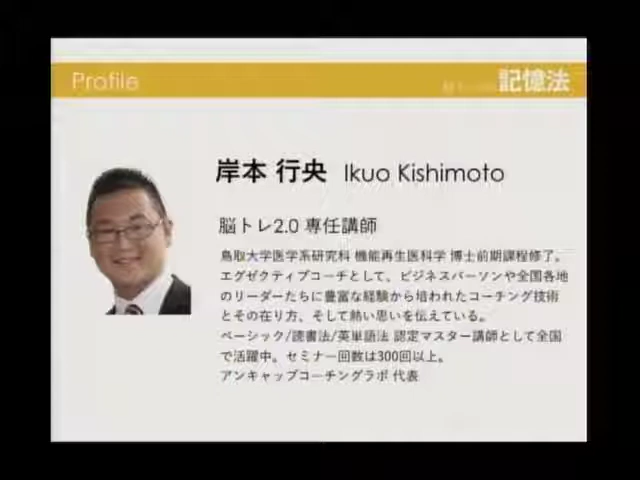 Profile
記憶法
岸本 行央 Ikuo Kishimoto
脳トレ2.0 専任講師
鳥取大学医学系研究科 機能再生医科学 博士前期課程修了。
エグゼクティブコーチとして、ビジネスパーソンや全国各地
のリーダーたちに豊富な経験から培われたコーチング技術
とその在り方、そして熱い思いを伝えている。
ベーシック/読書法/英単語法 認定マスター講師として全国
で活躍中。セミナー回数は300回以上。
アンキャップコーチングラボ 代表